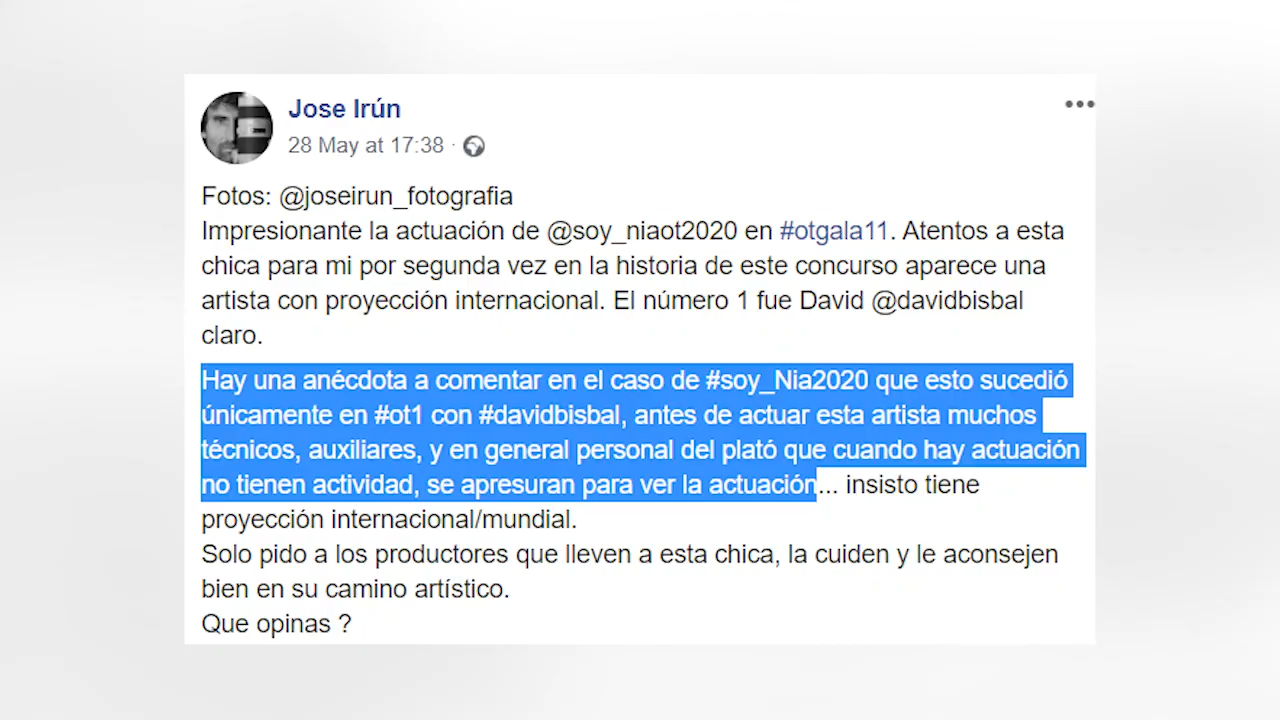 Jose Irún
28 May at 17:38 ·
Fotos: @joseirun_fotografia
Impresionante la actuación de @soy_niaot2020 en #otgala11. Atentos a esta
chica para mi por segunda vez en la historia de este concurso aparece una
artista con proyección internacional. El número 1 fue David @davidbisbal
claro.
Hay una anécdota a comentar en el caso de #soy_Nia2020 que esto sucedió
únicamente en #ot1 con #davidbisbal, antes de actuar esta artista muchos
técnicos, auxiliares, y en general personal del plató que cuando hay actuación
no tienen actividad, se apresuran para ver la actuación... insisto tiene
proyección internacional/mundial.
Solo pido a los productores que lleven a esta chica, la cuiden y le aconsejen
bien en su camino artístico.
Que opinas ?